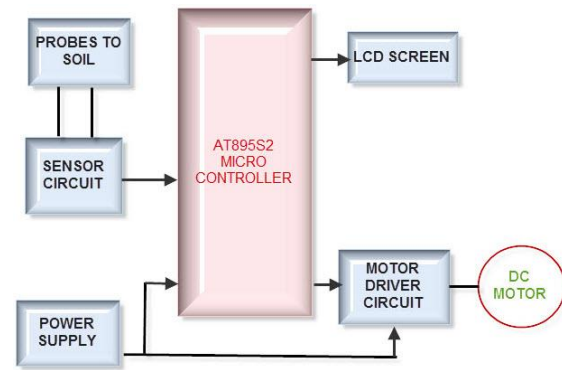 PROBES TO
SOIL
LCD SCREEN
AT895S2
MICRO
CONTROLLER
SENSOR
CIRCUIT
MOTOR
DRIVER
CIRCUIT
DC
MOTOR
POWER
SUPPLY